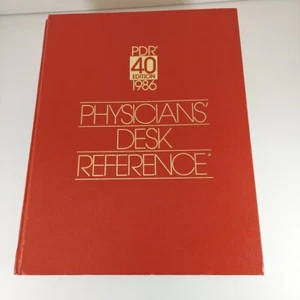 PDR®
40
EDITION
1986
PHYSICIANS'
DESK
REFERENCE®